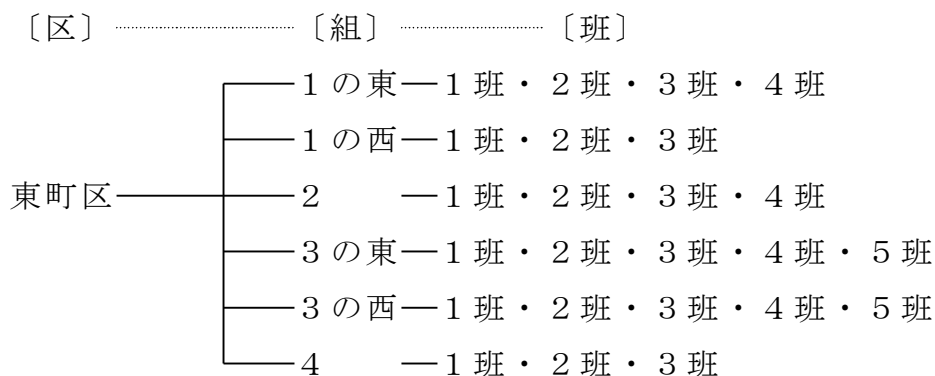 〔区〕 〔組〕 〔班〕
１の東 １班・２班・３班・４班
１の西 １班・２班・３班
東町区 ２ １班・２班・３班・４班
３の東 １班・２班・３班・４班・５班
３の西 １班・２班・３班・４班・５班
４ １班・２班・３班